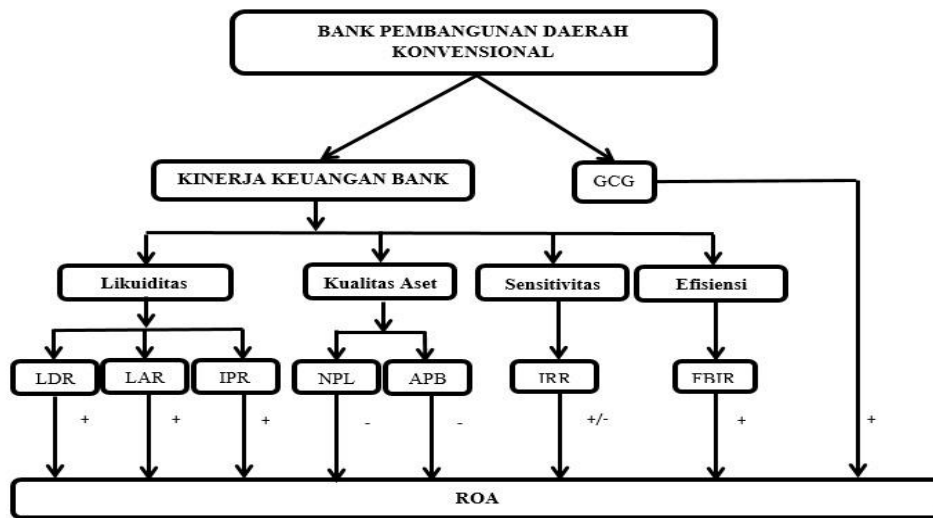 BANK PEMBANGUNAN DAERAH
KONVENSIONAL
KINERJA KEUANGAN BANK
GCG
Likuiditas
Kualitas Aset
Sensitivitas
Efisiensi
LDR
LAR
IPR
NPL
APB
IRR
FBIR
+
+
+
-
-
+/-
+
+
ROA